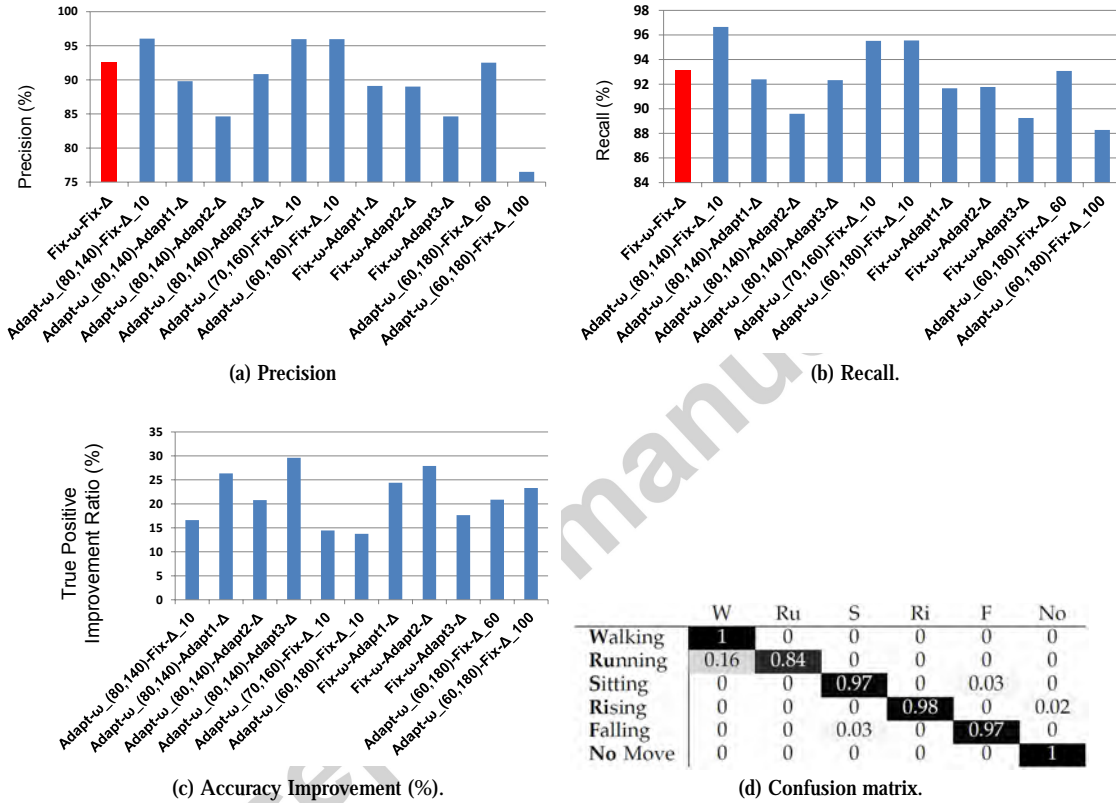 100
95
90
85
80
75
Precision (%)
Fix-ω-Fix-Δ
Adapt-ω_(80,140)-Fix-Δ_10
Adapt-ω_(80,140)-Adapt1-Δ
Adapt-ω_(80,140)-Adapt2-Δ
Adapt-ω_(80,140)-Adapt3-Δ
Adapt-ω_(70,160)-Fix-Δ_10
Adapt-ω_(60,180)-Fix-Δ_10
Fix-ω-Adapt1-Δ
Fix-ω-Adapt2-Δ
Fix-ω-Adapt3-Δ
Adapt-ω_(60,180)-Fix-Δ_60
Adapt-ω_(60,180)-Fix-Δ_100
(a) Precision
98
96
94
92
90
88
86
84
Recall (%)
Fix-ω-Fix-Δ
Adapt-ω_(80,140)-Fix-Δ_10
Adapt-ω_(80,140)-Adapt1-Δ
Adapt-ω_(80,140)-Adapt2-Δ
Adapt-ω_(80,140)-Adapt3-Δ
Adapt-ω_(70,160)-Fix-Δ_10
Adapt-ω_(60,180)-Fix-Δ_10
Fix-ω-Adapt1-Δ
Fix-ω-Adapt2-Δ
Fix-ω-Adapt3-Δ
Adapt-ω_(60,180)-Fix-Δ_60
Adapt-ω_(60,180)-Fix-Δ_100
(b) Recall.
35
30
25
20
15
10
5
0
True Positive
Improvement Ratio (%)
Adapt-ω_(80,140)-Fix-Δ_10
Adapt-ω_(80,140)-Adapt1-Δ
Adapt-ω_(80,140)-Adapt2-Δ
Adapt-ω_(80,140)-Adapt3-Δ
Adapt-ω_(70,160)-Fix-Δ_10
Adapt-ω_(60,180)-Fix-Δ_10
Fix-ω-Adapt1-Δ
Fix-ω-Adapt2-Δ
Fix-ω-Adapt3-Δ
Adapt-ω_(60,180)-Fix-Δ_60
Adapt-ω_(60,180)-Fix-Δ_100
(c) Accuracy Improvement (%).
W Ru S Ri F No
Walking 1 0 0 0 0 0
Running 0.16 0.84 0 0 0 0
Sitting 0 0 0.97 0 0.03 0
Rising 0 0 0 0.98 0 0.02
Falling 0 0 0.03 0 0.97 0
No Move 0 0 0 0 0 1
(d) Confusion matrix.